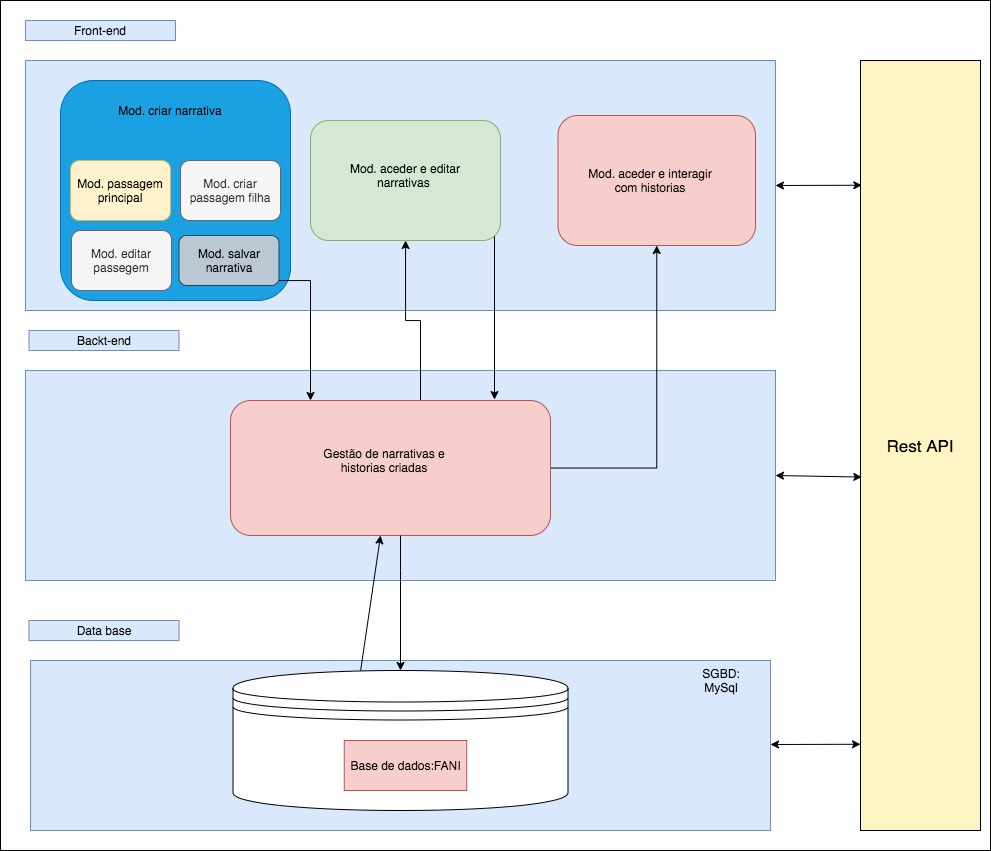 Front-end
Mod. criar narrativa
Mod. passagem
principal
Mod. criar
passagem filha
Mod. editar
passegem
Mod. salvar
narrativa
Mod. aceder e editar
narrativas
Mod. aceder e interagir
com historias
Backt-end
Gestão de narrativas e
historias criadas
Rest API
Data base
SGBD:
MySql
Base de dados:FANI